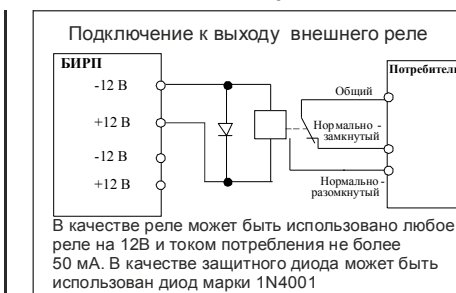 Подключение к выходу внешнего реле
БИРП
Потребитель
-12 В
Общий
+12 В
Нормально -
замкнутый
-12 В
+12 В
Нормально -
разомкнутый
В качестве реле может быть использовано любое
реле на 12В и током потребления не более
50 мА. В качестве защитного диода может быть
использован диод марки 1N4001